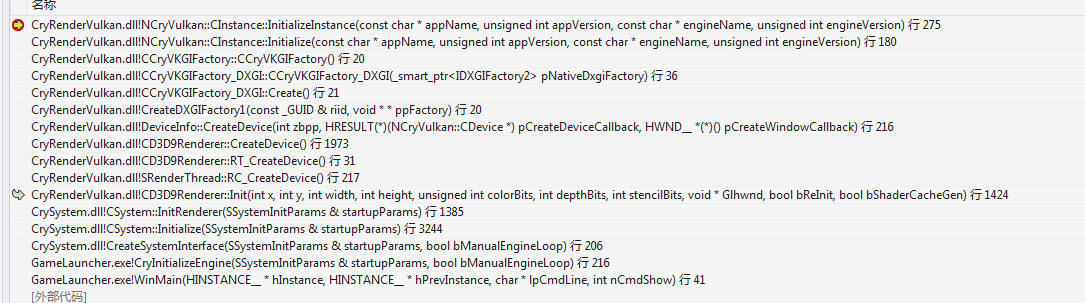 名称
CryRenderVulkan.dll!NCryVulkan::CInstance::InitializeInstance(const char * appName, unsigned int appVersion, const char * engineName, unsigned int engineVersion) 行 275
CryRenderVulkan.dll!NCryVulkan::CInstance::Initialize(const char * appName, unsigned int appVersion, const char * engineName, unsigned int engineVersion) 行 180
CryRenderVulkan.dll!CCryVKGIFactory::CCryVKGIFactory() 行 20
CryRenderVulkan.dll!CCryVKGIFactory_DXGI::CCryVKGIFactory_DXGI(_smart_ptr<IDXGIFactory2> pNativeDxgiFactory) 行 36
CryRenderVulkan.dll!CCryVKGIFactory_DXGI::Create() 行 21
CryRenderVulkan.dll!CreateDXGIFactory1(const _GUID & riid, void * * ppFactory) 行 20
CryRenderVulkan.dll!DeviceInfo::CreateDevice(int zbpp, HRESULT(*)(NCryVulkan::CDevice *) pCreateDeviceCallback, HWND__ *(*)() pCreateWindowCallback) 行 216
CryRenderVulkan.dll!CD3D9Renderer::CreateDevice() 行 1973
CryRenderVulkan.dll!CD3D9Renderer::RT_CreateDevice() 行 31
CryRenderVulkan.dll!SRenderThread::RC_CreateDevice() 行 217
CryRenderVulkan.dll!CD3D9Renderer::Init(int x, int y, int width, int height, unsigned int colorBits, int depthBits, int stencilBits, void * Glhwnd, bool bReInit, bool bShaderCacheGen) 行 1424
CrySystem.dll!CSystem::InitRenderer(SSystemInitParams & startupParams) 行 1385
CrySystem.dll!CSystem::Initialize(SSystemInitParams & startupParams) 行 3244
CrySystem.dll!CreateSystemInterface(SSystemInitParams & startupParams, bool bManualEngineLoop) 行 206
GameLauncher.exe!CryInitializeEngine(SSystemInitParams & startupParams, bool bManualEngineLoop) 行 216
GameLauncher.exe!WinMain(HINSTANCE__ * hInstance, HINSTANCE__ * hPrevInstance, char * lpCmdLine, int nCmdShow) 行 41
[外部代码]